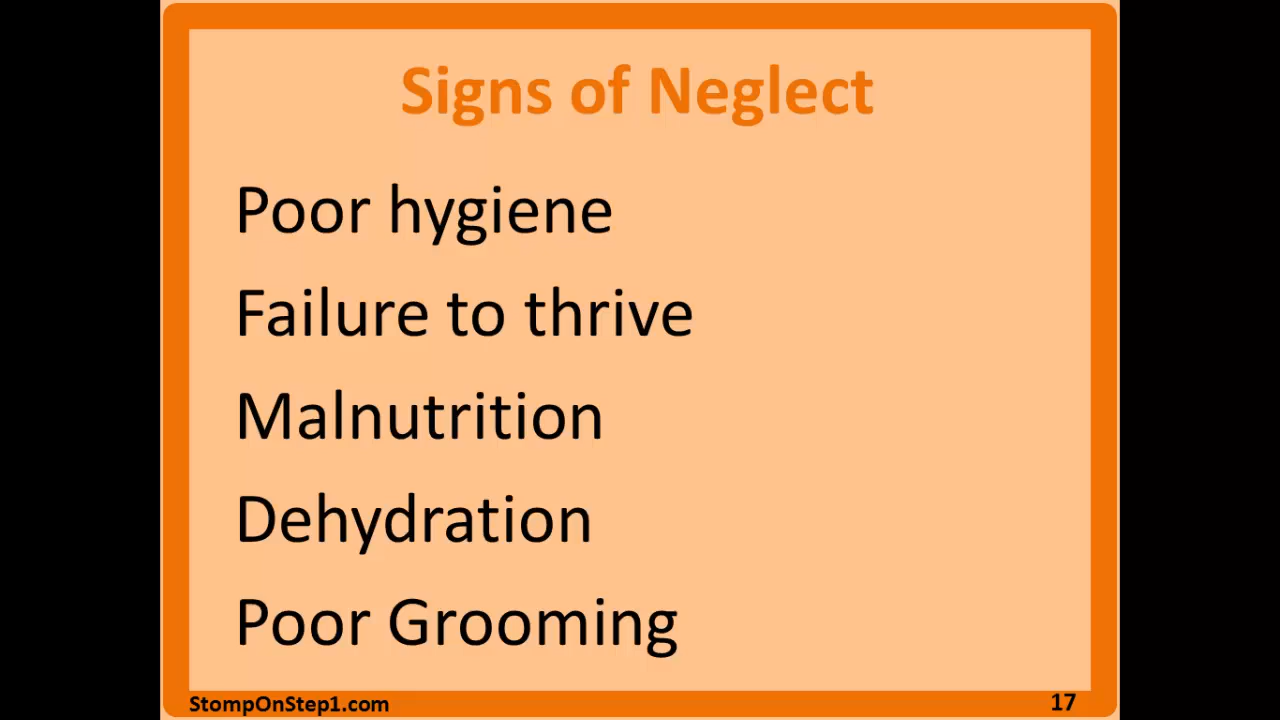 Signs of Neglect
Poor hygiene
Failure to thrive
Malnutrition
Dehydration
Poor Grooming
StompOnStep1.com
17